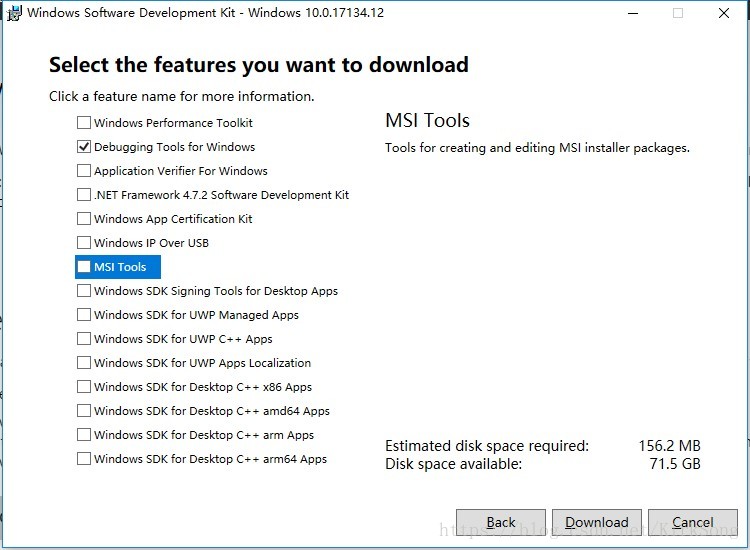 Windows Software Development Kit - Windows 10.0.17134.12
Select the features you want to download
Click a feature name for more information.
Windows Performance Toolkit
Debugging Tools for Windows
Application Verifier For Windows
.NET Framework 4.7.2 Software Development Kit
Windows App Certification Kit
Windows IP Over USB
MSI Tools
Windows SDK Signing Tools for Desktop Apps
Windows SDK for UWP Managed Apps
Windows SDK for UWP C++ Apps
Windows SDK for UWP Apps Localization
Windows SDK for Desktop C++ x86 Apps
Windows SDK for Desktop C++ amd64 Apps
Windows SDK for Desktop C++ arm Apps
Windows SDK for Desktop C++ arm64 Apps
MSI Tools
Tools for creating and editing MSI installer packages.
Estimated disk space required: 156.2 MB
Disk space available: 71.5 GB
Back Download Cancel